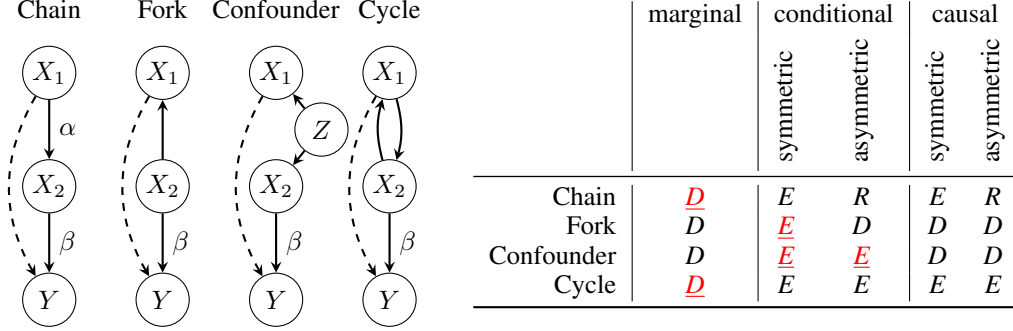 Chain Fork Confounder Cycle
X1 X1 X1 X1
α Z
X2 X2 X2 X2
β β β β
Y Y Y Y
marginal conditional causal
symmetric asymmetric symmetric asymmetric
Chain D E R E R
Fork D E D D D
Confounder D E E D D
Cycle D E E E E